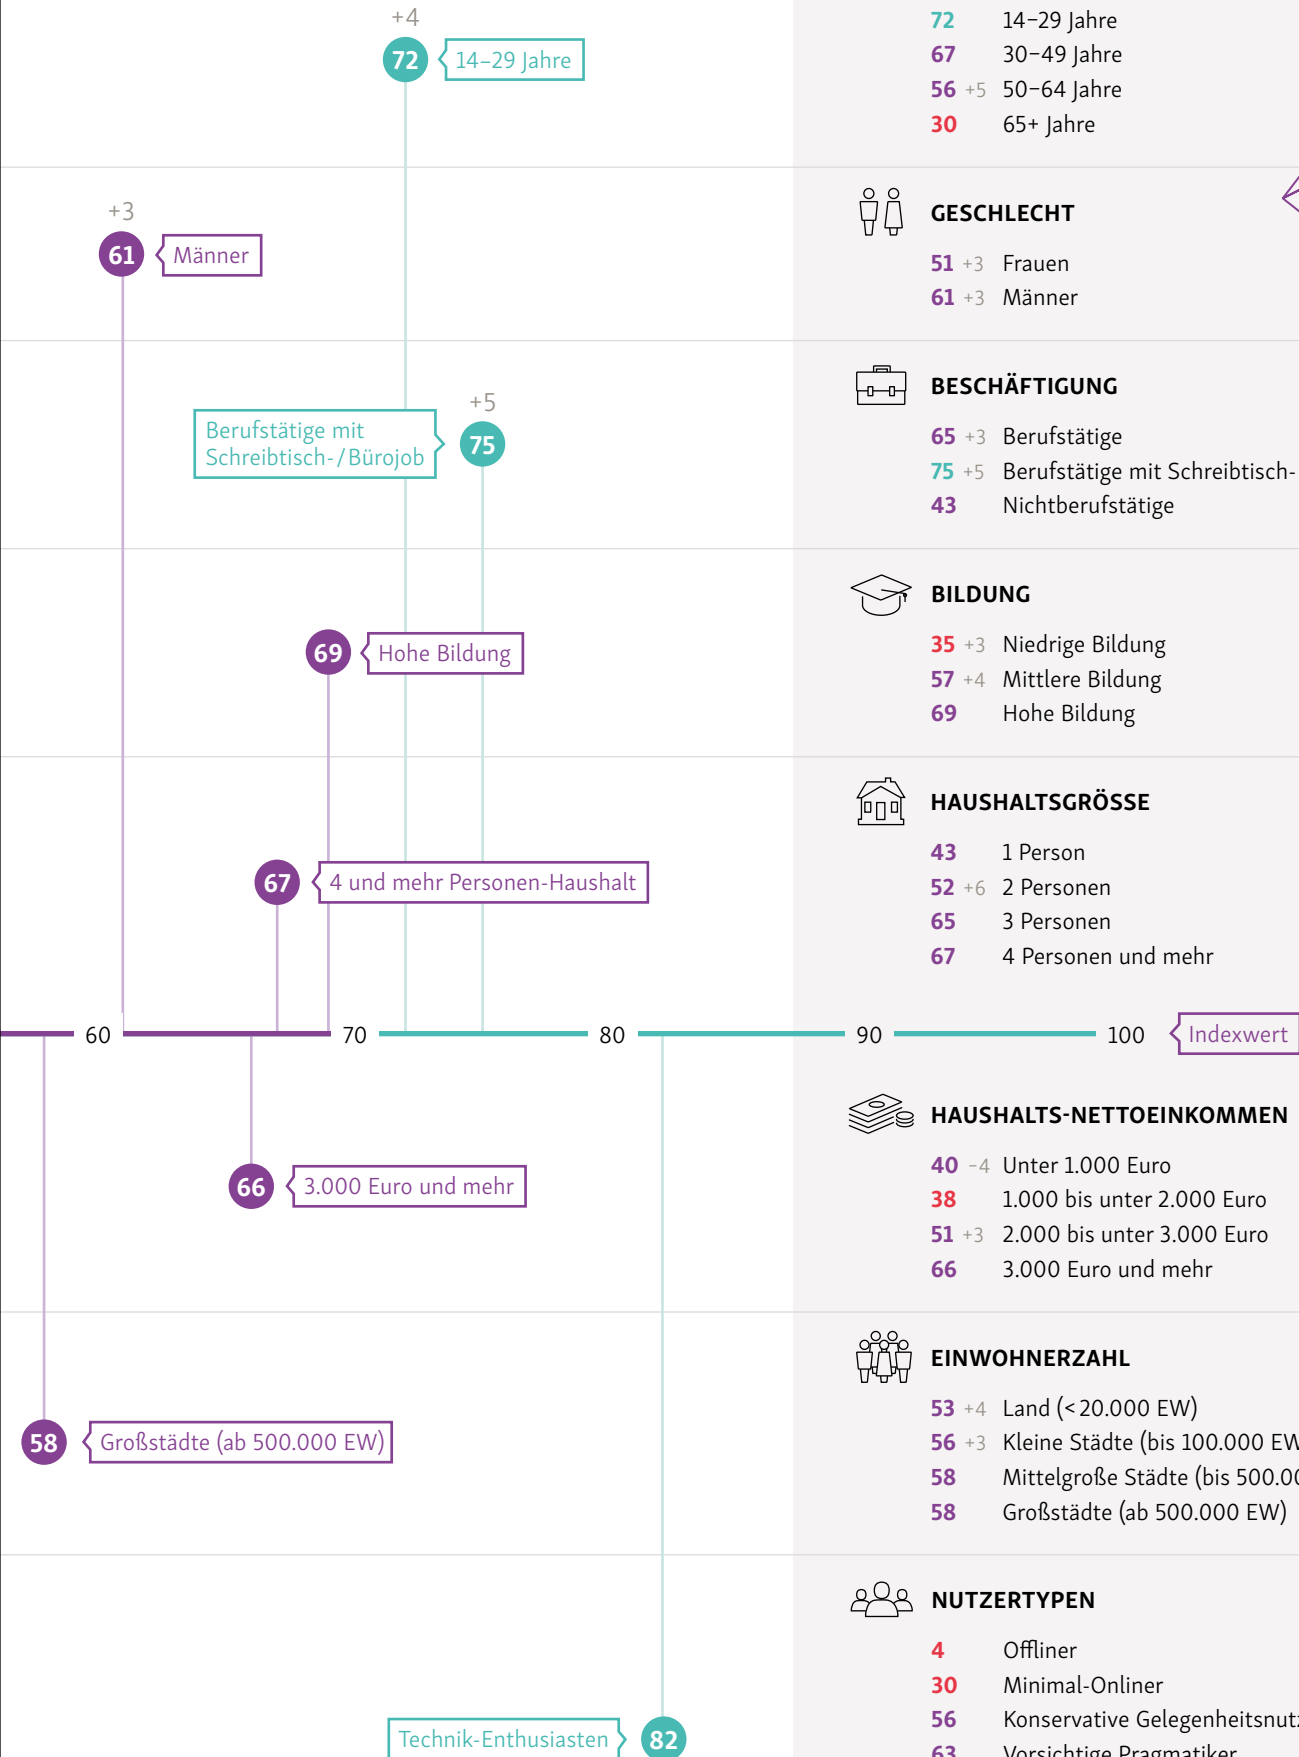 +4
72
14–29 Jahre
+3
61
Männer
+5
Berufstätige mit
Schreibtisch-/Bürojob
75
69
Hohe Bildung
67
4 und mehr Personen-Haushalt
60 70 80 90 100 Indexwert
66
3.000 Euro und mehr
58
Großstädte (ab 500.000 EW)
Technik-Enthusiasten
82
72 14–29 Jahre
67 30–49 Jahre
56 +5 50–64 Jahre
30 65+ Jahre
GESCHLECHT
51 +3 Frauen
61 +3 Männer
BESCHÄFTIGUNG
65 +3 Berufstätige
75 +5 Berufstätige mit Schreibtisch-
43 Nichtberufstätige
BILDUNG
35 +3 Niedrige Bildung
57 +4 Mittlere Bildung
69 Hohe Bildung
HAUSHALTSGRÖSSE
43 1 Person
52 +6 2 Personen
65 3 Personen
67 4 Personen und mehr
HAUSHALTS-NETTOEINKOMMEN
40 -4 Unter 1.000 Euro
38 1.000 bis unter 2.000 Euro
51 +3 2.000 bis unter 3.000 Euro
66 3.000 Euro und mehr
EINWOHNERZAHL
53 +4 Land (<20.000 EW)
56 +3 Kleine Städte (bis 100.000 EW
58 Mittelgroße Städte (bis 500.00
58 Großstädte (ab 500.000 EW)
NUTZERTYPEN
4 Offliner
30 Minimal-Onliner
56 Konservative Gelegenheitsnut
63 Vorsichtige Pragmatiker